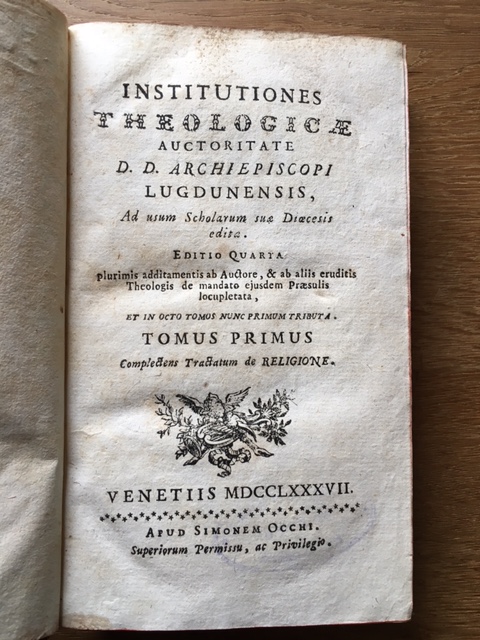 INSTITUTIONES
THEOLOGICÆ
AUCTORITATE
D. D. ARCHIEPISCOPI
LUGDUNENSIS,
Ad usum Scholarum suæ Diœcesis
edita.
EDITIO QUARTA
plurimis additamentis ab Auctore, & ab aliis eruditis
Theologis de mandato ejusdem Præsulis
locupletata,
ET IN OCTO TOMOS NUNC PRIMUM TRIBUTA.
TOMUS PRIMUS
Complectens Tractatum de RELIGIONE.
VENETIIS MDCCLXXXVII.
APUD SIMONEM OCCHI.
Superiorum Permissu, ac Privilegio.